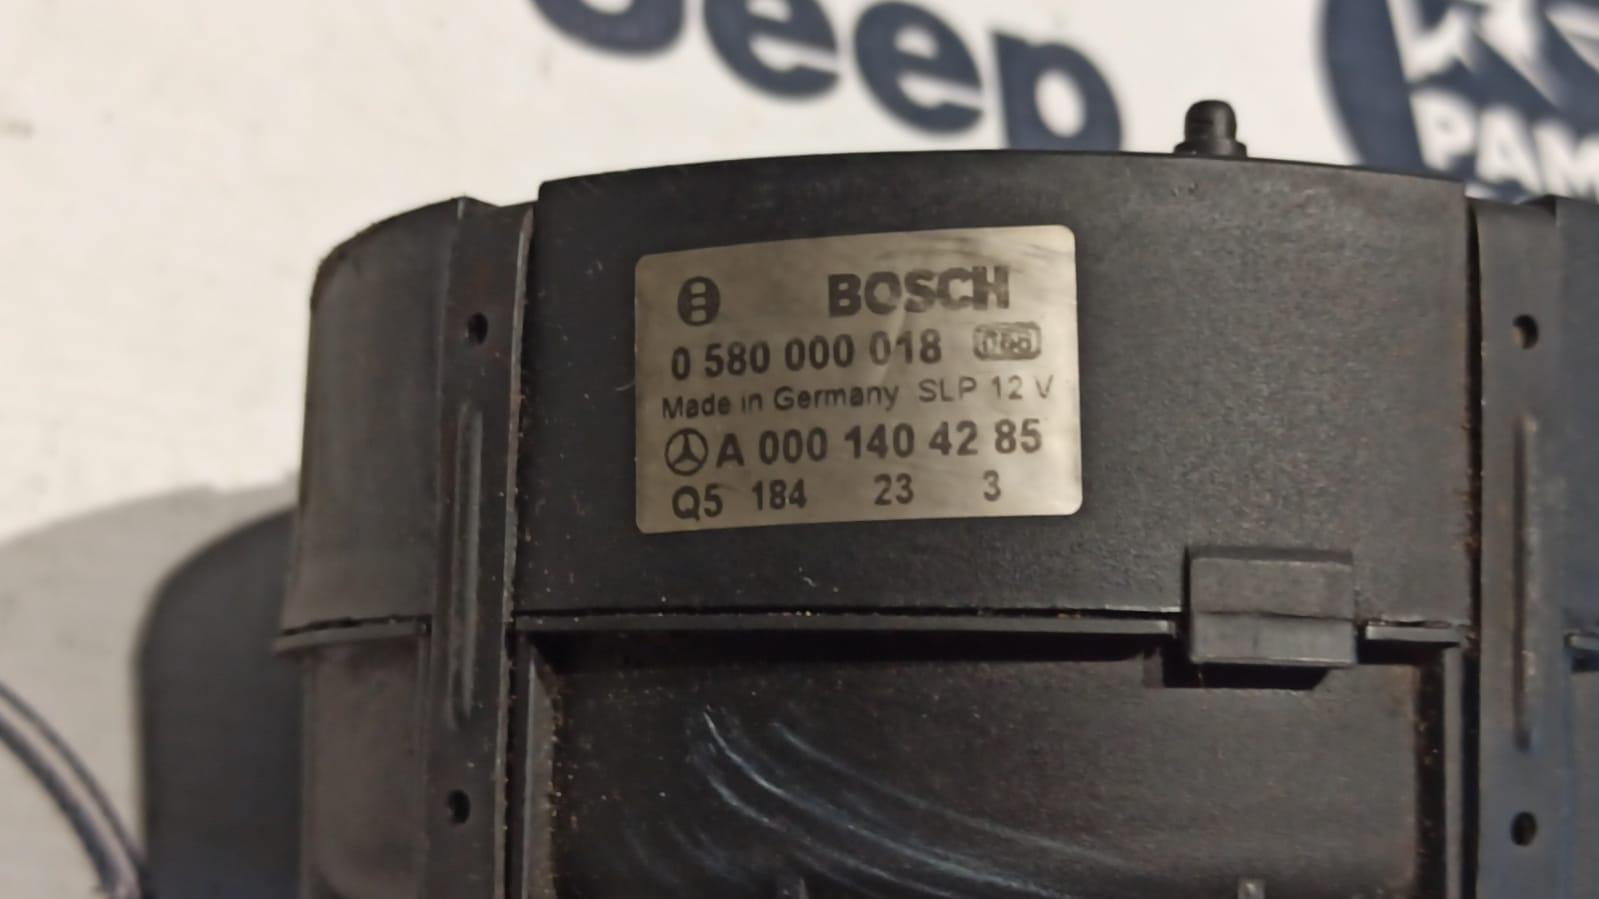 Jeep
PAM
BOSCH
0 580 000 018
Made in Germany SLP 12 V
A 000 140 42 85
Q5 184 23 3